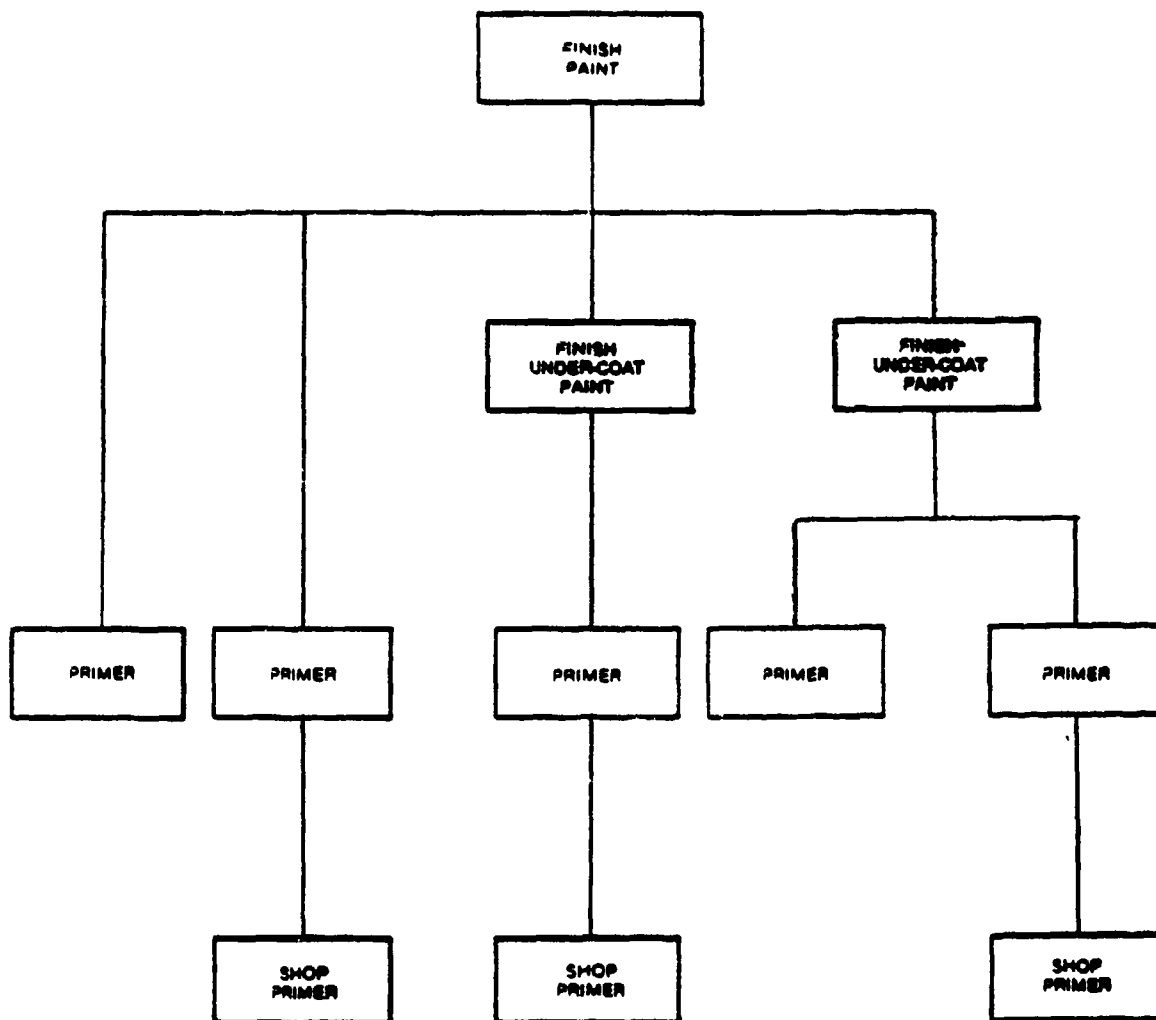 FINISH
PAINT
FINISH
UNDER-COAT
PAINT
FINISH-
UNDER-COAT
PAINT
PRIMER
PRIMER
PRIMER
PRIMER
PRIMER
SHOP
PRIMER
SHOP
PRIMER
SHOP
PRIMER